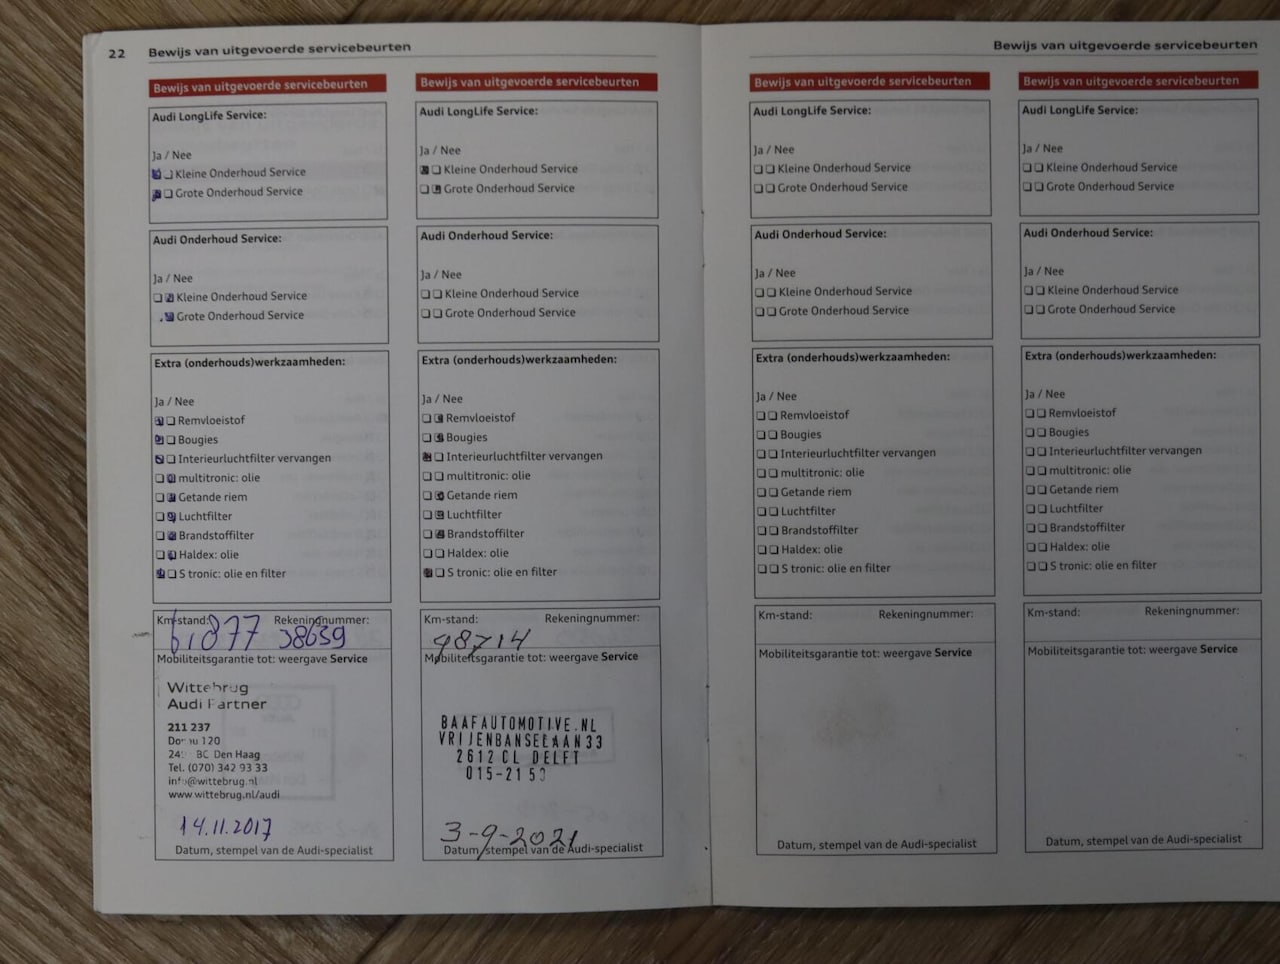 22 Bewijs van uitgevoerde servicebeurten
Bewijs van uitgevoerde servicebeurten
Audi LongLife Service:
Ja / Nee
Kleine Onderhoud Service
Grote Onderhoud Service
Audi Onderhoud Service:
Ja / Nee
Kleine Onderhoud Service
Grote Onderhoud Service
Extra (onderhouds)werkzaamheden:
Ja / Nee
Remvloeistof
Bougies
Interieurluchtfilter vervangen
multitronic: olie
Getande riem
Luchtfilter
Brandstoffilter
Haldex: olie
S tronic: olie en filter
Km-stand: Rekeningnummer:
61877 38639
Mobiliteitsgarantie tot: weergave Service
Wittebrug
Audi Partner
211 237
120
BC Den Haag
Tel. (070) 342 93 33
info@wittebrug.nl
www.wittebrug.nl/audi
14.11.2017
Datum, stempel van de Audi-specialist
Bewijs van uitgevoerde servicebeurten
Audi LongLife Service:
Ja / Nee
Kleine Onderhoud Service
Grote Onderhoud Service
Audi Onderhoud Service:
Ja / Nee
Kleine Onderhoud Service
Grote Onderhoud Service
Extra (onderhouds)werkzaamheden:
Ja / Nee
Remvloeistof
Bougies
Interieurluchtfilter vervangen
multitronic: olie
Getande riem
Luchtfilter
Brandstoffilter
Haldex: olie
S tronic: olie en filter
Km-stand: Rekeningnummer:
98714
Mobiliteitsgarantie tot: weergave Service
BAAFAUTOMOTIVE.NL
VRIJENBANSELAAN33
2612 CL DELFT
015-21 5
3-9-2021
Datum, stempel van de Audi-specialist
Bewijs van uitgevoerde servicebeurten
Bewijs van uitgevoerde servicebeurten
Audi LongLife Service:
Ja / Nee
Kleine Onderhoud Service
Grote Onderhoud Service
Audi Onderhoud Service:
Ja / Nee
Kleine Onderhoud Service
Grote Onderhoud Service
Extra (onderhouds)werkzaamheden:
Ja / Nee
Remvloeistof
Bougies
Interieurluchtfilter vervangen
multitronic: olie
Getande riem
Luchtfilter
Brandstoffilter
Haldex: olie
S tronic: olie en filter
Km-stand: Rekeningnummer:
Mobiliteitsgarantie tot: weergave Service
Datum, stempel van de Audi-specialist
Bewijs van uitgevoerde servicebeurten
Audi LongLife Service:
Ja / Nee
Kleine Onderhoud Service
Grote Onderhoud Service
Audi Onderhoud Service:
Ja / Nee
Kleine Onderhoud Service
Grote Onderhoud Service
Extra (onderhouds)werkzaamheden:
Ja / Nee
Remvloeistof
Bougies
Interieurluchtfilter vervangen
multitronic: olie
Getande riem
Luchtfilter
Brandstoffilter
Haldex: olie
S tronic: olie en filter
Km-stand: Rekeningnummer:
Mobiliteitsgarantie tot: weergave Service
Datum, stempel van de Audi-specialist